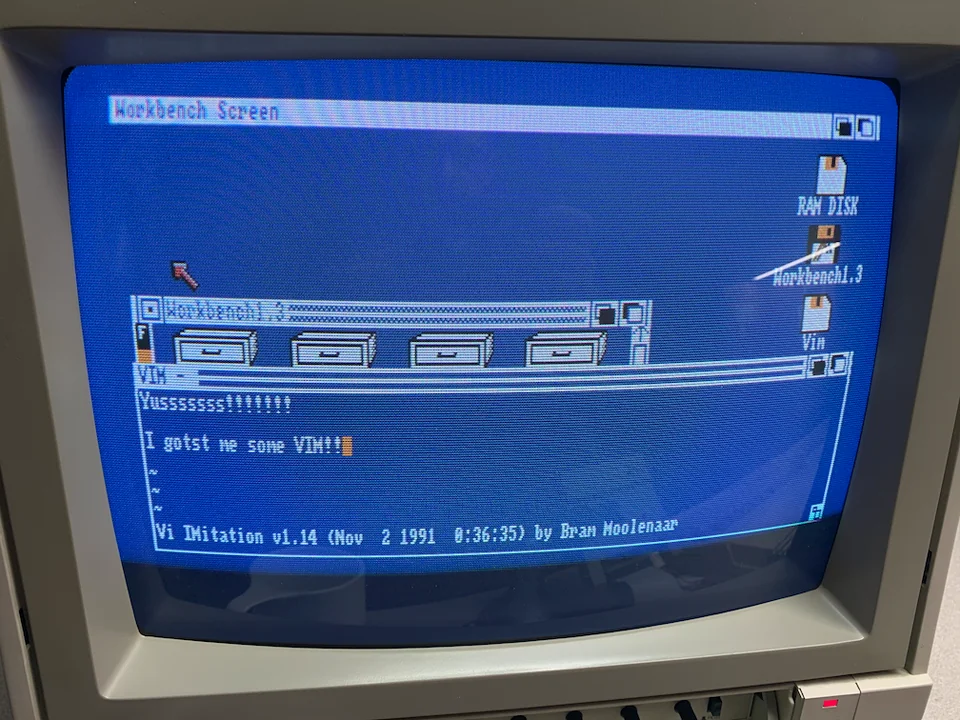 Workbench Screen
RAM DISK
Workbench1.3
Vim
Workbench1.3
F
VIM -
Yusssssss!!!!!!!
I gotst me some VIM!!
~
~
~
Vi IMitation v1.14 (Nov  2 1991  0:36:35) by Bram Moolenaar